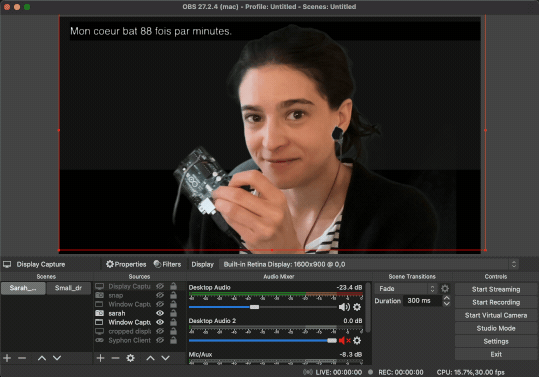 OBS 27.2.4 (mac) - Profile: Untitled - Scenes: Untitled
Mon coeur bat 88 fois par minutes.
Display Capture
Properties
Filters
Display
Built-in Retina Display: 1600x900 @ 0,0
Scenes
Sources
Audio Mixer
Scene Transitions
Controls
Sarah_...
Small_dr
Display Captu
snap
Window Captu
sarah
Window Captu
cropped displ
Syphon Client
Desktop Audio
-23.4 dB
Desktop Audio 2
0.0 dB
Mic/Aux
-8.3 dB
Fade
Duration
300 ms
Start Streaming
Start Recording
Start Virtual Camera
Studio Mode
Settings
Exit
LIVE: 00:00:00
REC: 00:00:00
CPU: 15.7%,30.00 fps